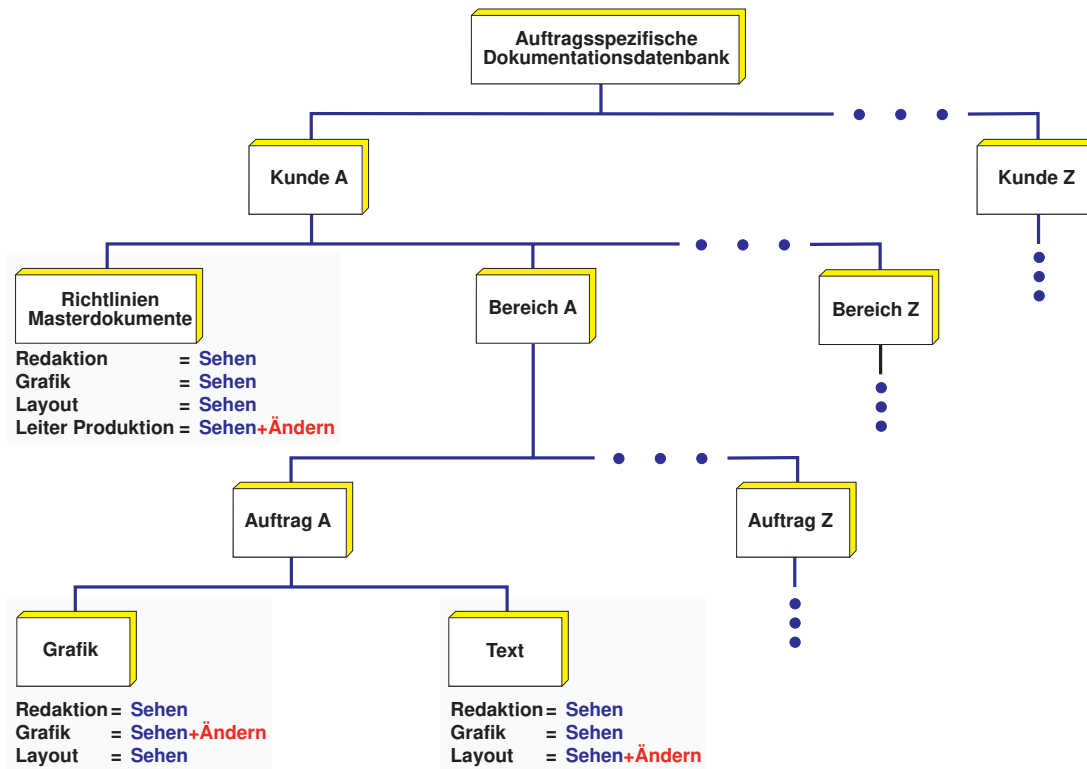 Auftragsspezifische
Dokumentationsdatenbank
Kunde A
Kunde Z
Richtlinien
Masterdokumente
Bereich A
Bereich Z
Redaktion = Sehen
Grafik = Sehen
Layout = Sehen
Leiter Produktion = Sehen+Ändern
Auftrag A
Auftrag Z
Grafik
Redaktion = Sehen
Grafik = Sehen+Ändern
Layout = Sehen
Text
Redaktion = Sehen
Grafik = Sehen
Layout = Sehen+Ändern